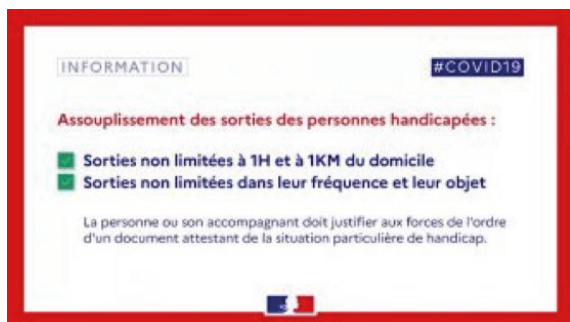 INFORMATION
#COVID19
Assouplissement des sorties des personnes handicapées :
Sorties non limitées à 1H et à 1KM du domicile
Sorties non limitées dans leur fréquence et leur objet
La personne ou son accompagnant doit justifier aux forces de l'ordre
d'un document attestant de la situation particulière de handicap.